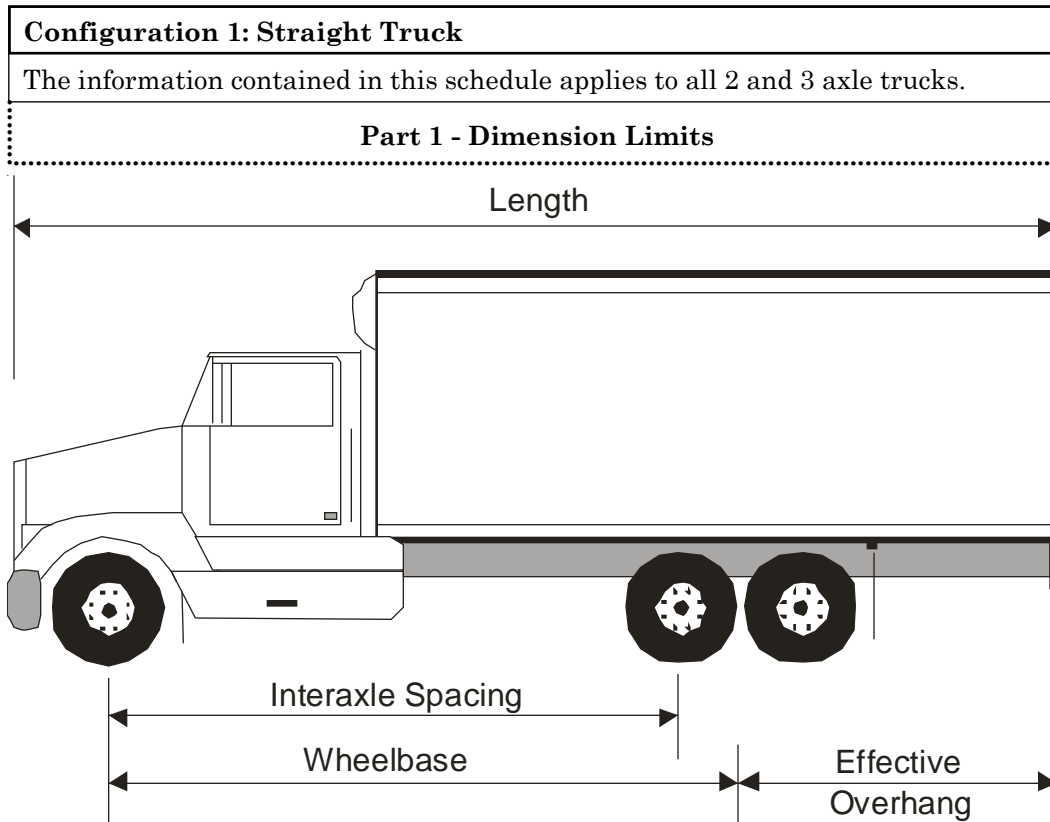 Configuration 1: Straight Truck
The information contained in this schedule applies to all 2 and 3 axle trucks.
Part 1 - Dimension Limits
Length
Interaxle Spacing
Wheelbase
Effective
Overhang